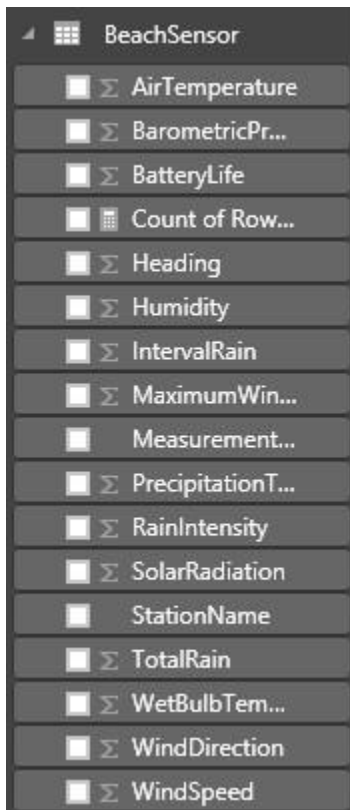 BeachSensor
Σ AirTemperature
Σ BarometricPr...
Σ BatteryLife
Count of Row...
Σ Heading
Σ Humidity
Σ IntervalRain
Σ MaximumWin...
Measurement...
Σ PrecipitationT...
Σ RainIntensity
Σ SolarRadiation
StationName
Σ TotalRain
Σ WetBulbTem...
Σ WindDirection
Σ WindSpeed